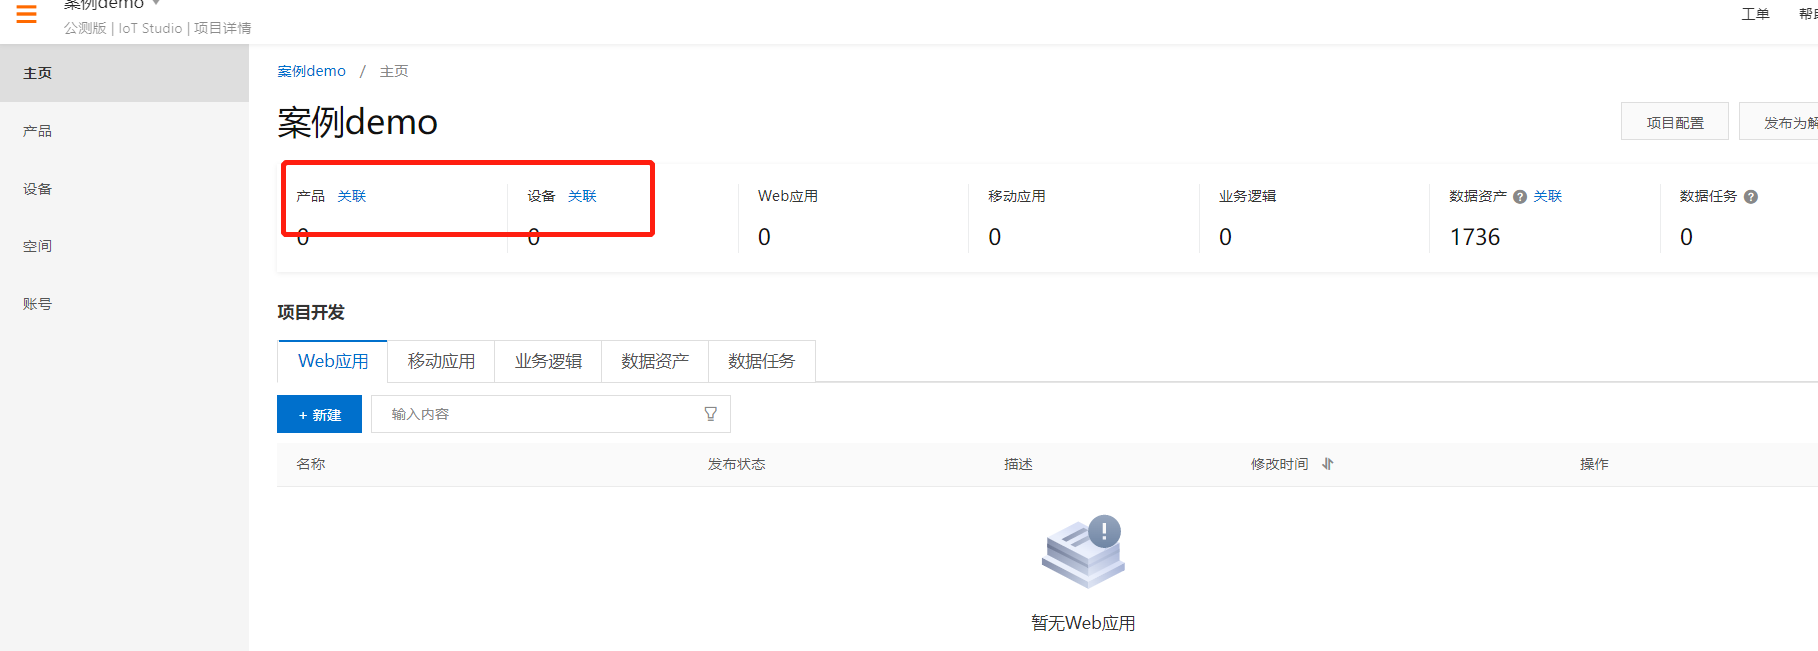 案例demo
公测版 | IoT Studio | 项目详情
工单
主页
产品
设备
空间
账号
案例demo / 主页
案例demo
项目配置
发布为解
产品 关联
0
设备 关联
0
Web应用
0
移动应用
0
业务逻辑
0
数据资产 ? 关联
1736
数据任务 ?
0
项目开发
Web应用 移动应用 业务逻辑 数据资产 数据任务
+ 新建 输入内容
名称 发布状态 描述 修改时间 操作
暂无Web应用